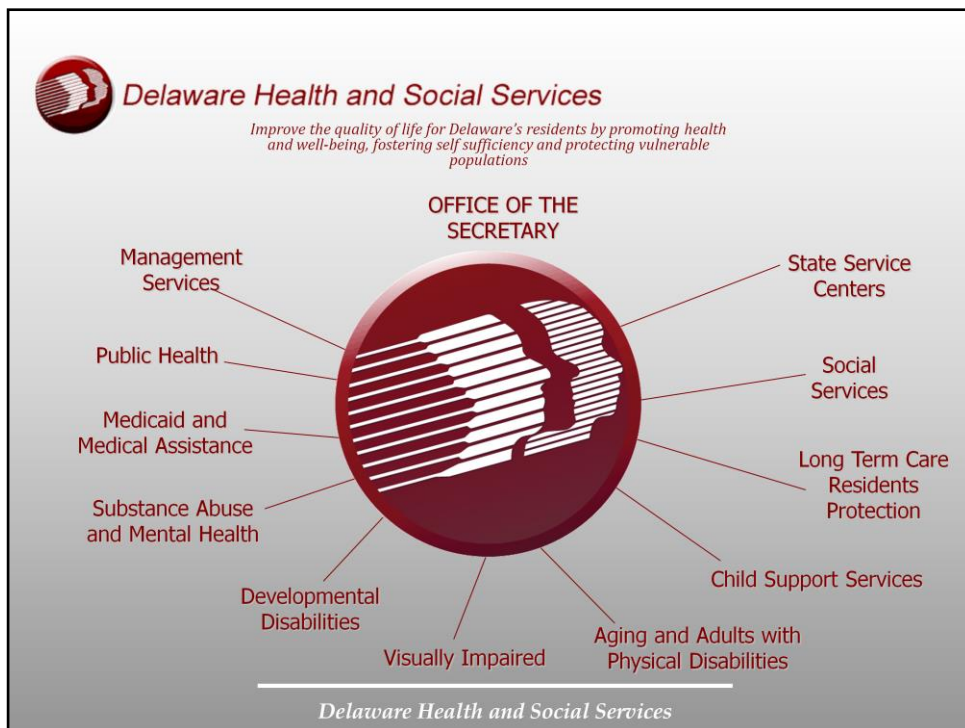 Delaware Health and Social Services
Improve the quality of life for Delaware's residents by promoting health
and well-being, fostering self sufficiency and protecting vulnerable
populations
OFFICE OF THE
SECRETARY
Management
Services
Public Health
Medicaid and
Medical Assistance
Substance Abuse
and Mental Health
Developmental
Disabilities
Visually Impaired
Aging and Adults with
Physical Disabilities
Child Support Services
Long Term Care
Residents
Protection
Social
Services
State Service
Centers
Delaware Health and Social Services